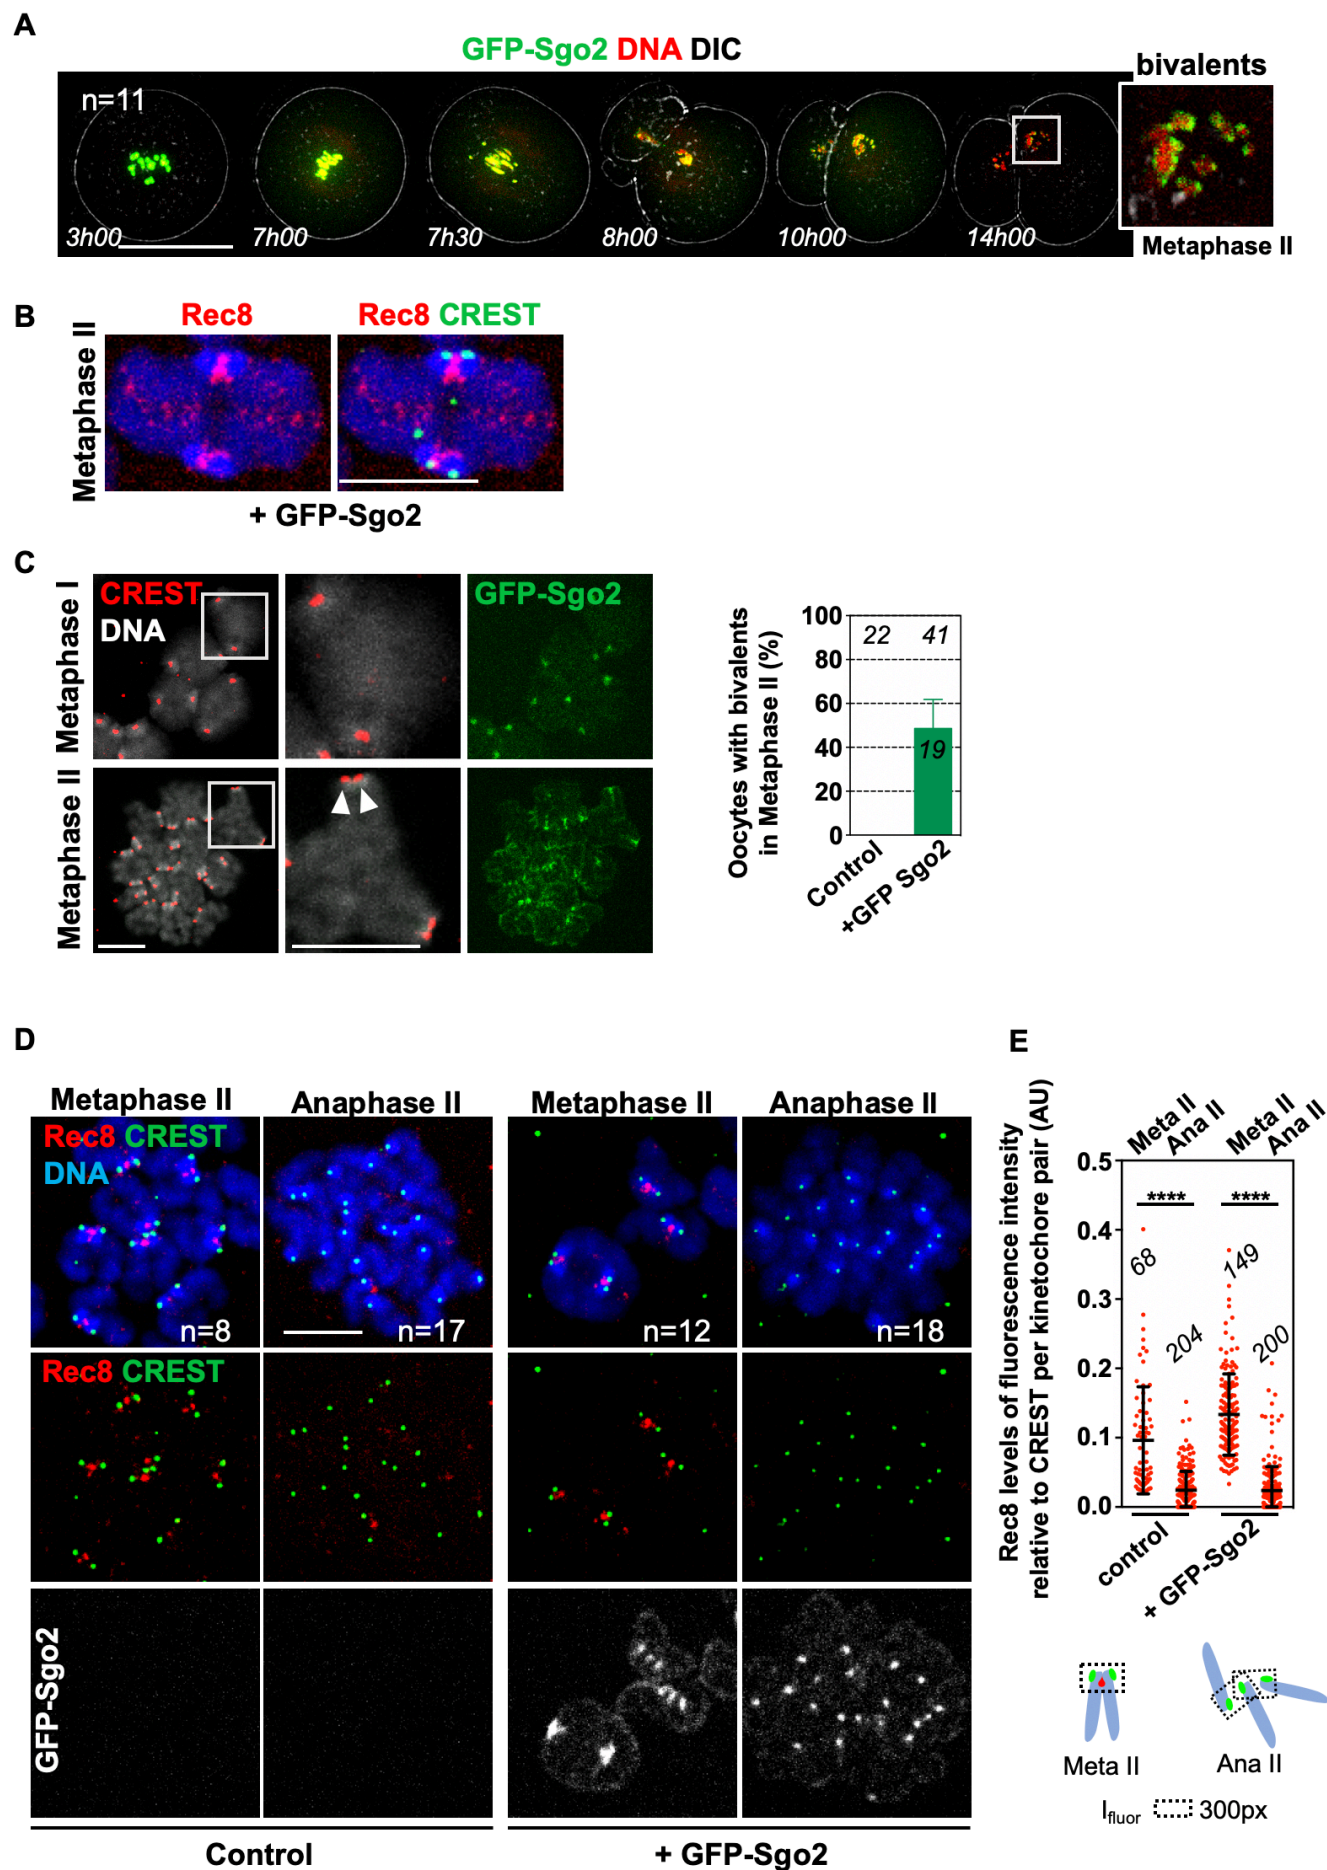 A
GFP-Sgo2 DNA DIC
bivalents
n=11
3h00
7h00
7h30
8h00
10h00
14h00
Metaphase II
B
Rec8
Rec8 CREST
Metaphase II
+ GFP-Sgo2
C
Metaphase I
CREST
DNA
GFP-Sgo2
Metaphase II
Oocytes with bivalents
in Metaphase II (%)
100
80
60
40
20
0
22
41
19
Control
+GFP Sgo2
D
Metaphase II
Anaphase II
Metaphase II
Anaphase II
Rec8 CREST
DNA
n=8
n=17
n=12
n=18
Rec8 CREST
GFP-Sgo2
Control
+ GFP-Sgo2
E
Rec8 levels of fluorescence intensity
relative to CREST per kinetochore pair (AU)
Meta II
Ana II
Meta II
Ana II
0.5
0.4
0.3
0.2
0.1
0.0
****
****
68
204
149
200
control
+ GFP-Sgo2
Meta II
Ana II
Ifluor 300px